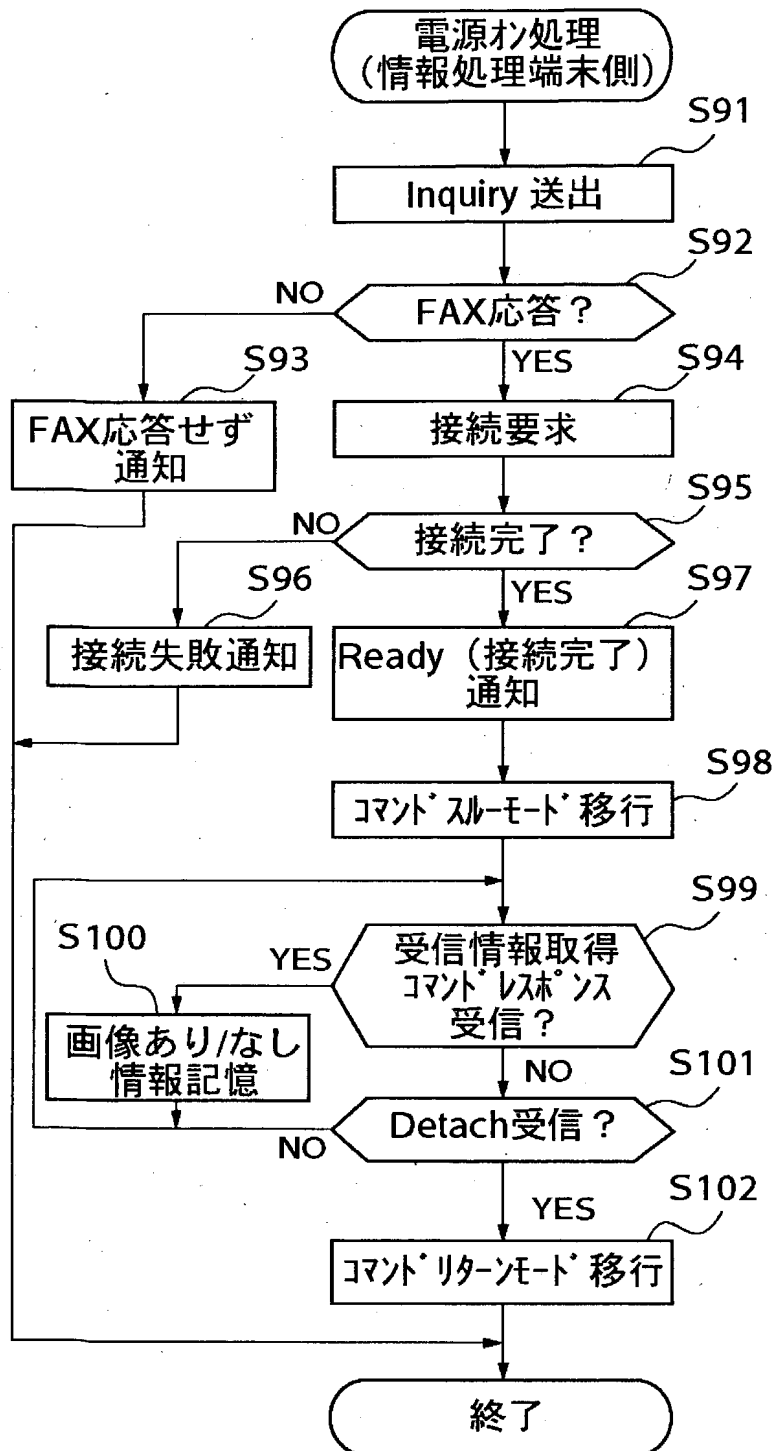 電源ｵﾝ処理
（情報処理端末側）
S91
Inquiry 送出
S92
FAX応答？
NO
YES
S93
FAX応答せず
通知
S94
接続要求
S95
接続完了？
NO
YES
S96
接続失敗通知
S97
Ready（接続完了）
通知
S98
ｺﾏﾝﾄﾞｽﾙｰﾓｰﾄﾞ移行
S99
受信情報取得
ｺﾏﾝﾄﾞﾚｽﾎﾟﾝｽ
受信？
YES
NO
S100
画像あり/なし
情報記憶
S101
Detach受信？
NO
YES
S102
ｺﾏﾝﾄﾞﾘﾀｰﾝﾓｰﾄﾞ移行
終了